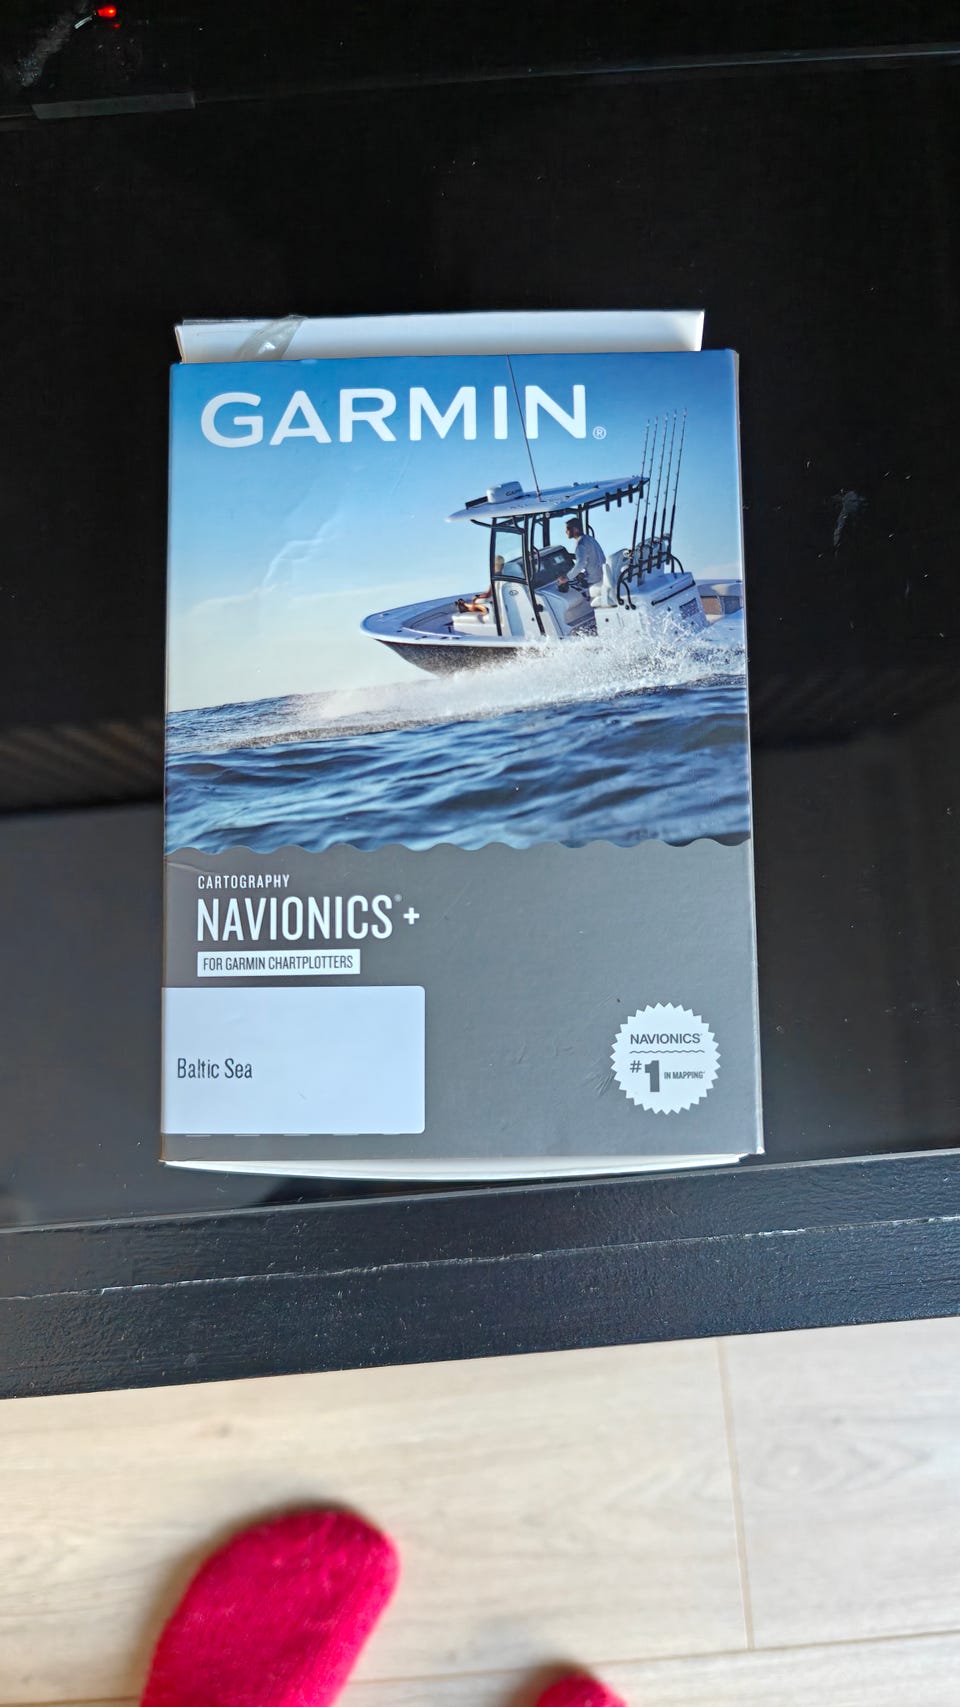 GARMIN®
CARTOGRAPHY
NAVIONICS®+
FOR GARMIN CHARTPLOTTERS
Baltic Sea
NAVIONICS®
#1 IN MAPPING*